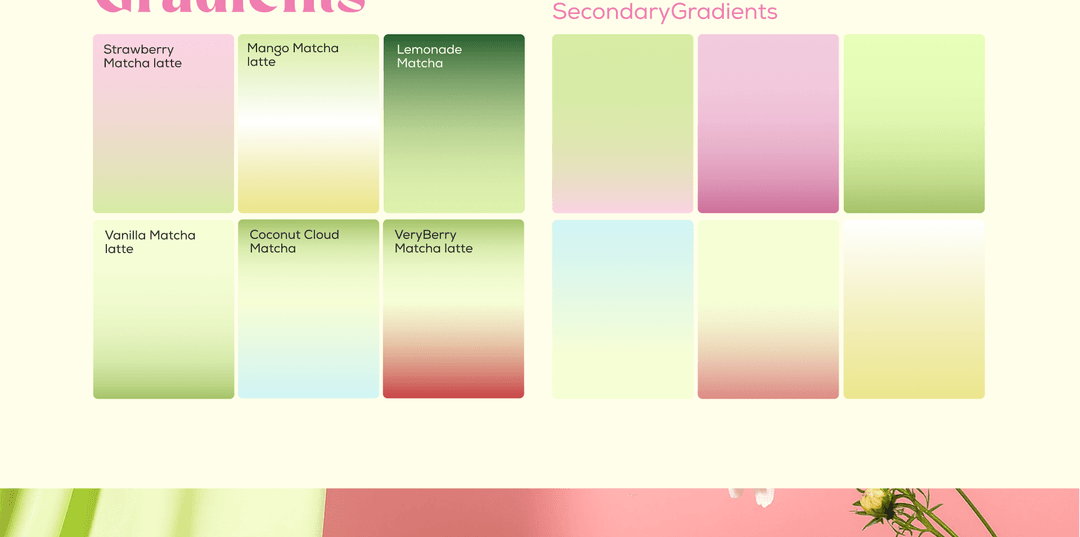 Gradients
SecondaryGradients
Strawberry
Matcha latte
Mango Matcha
latte
Lemonade
Matcha
Vanilla Matcha
latte
Coconut Cloud
Matcha
VeryBerry
Matcha latte